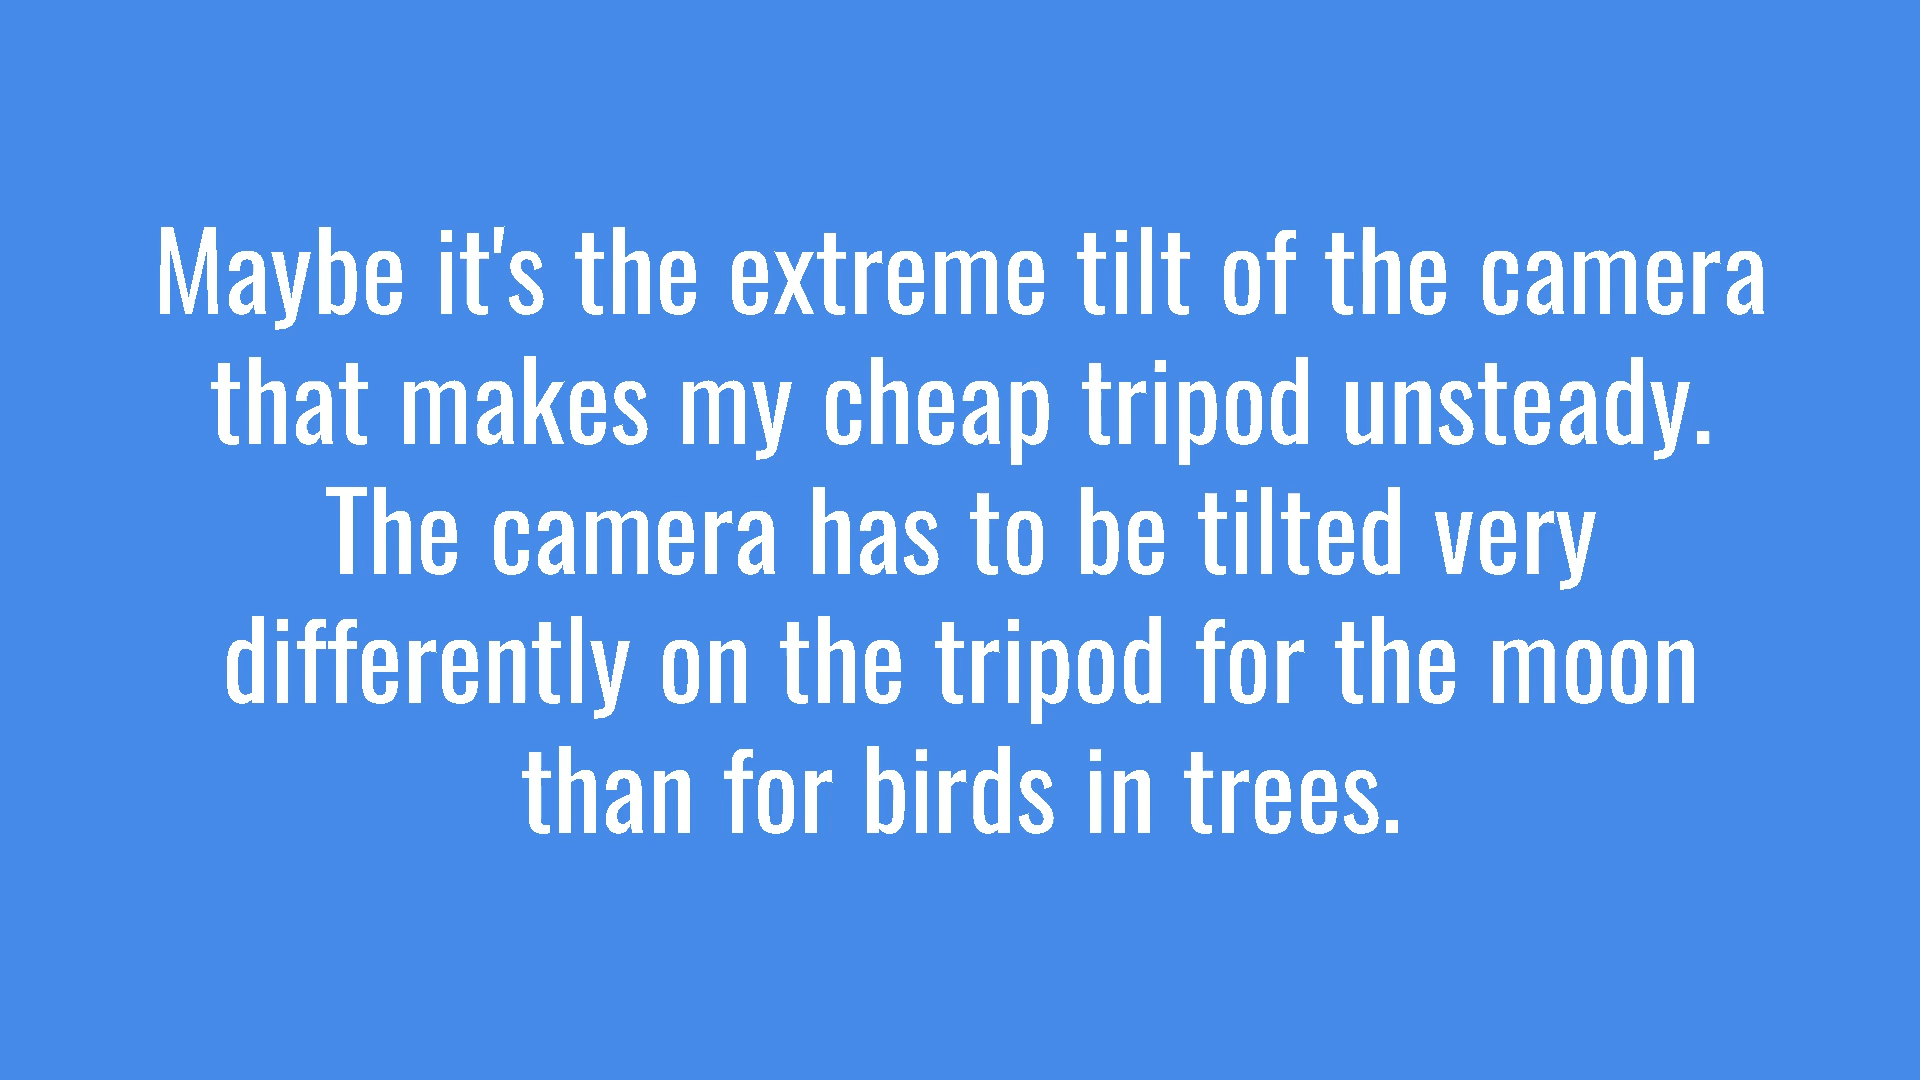 Maybe it's the extreme tilt of the camera
that makes my cheap tripod unsteady.
The camera has to be tilted very
differently on the tripod for the moon
than for birds in trees.